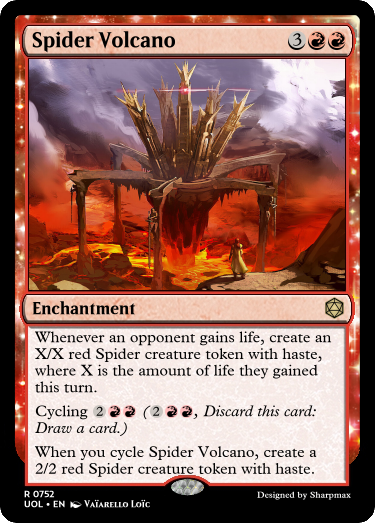 Spider Volcano 3
Enchantment
Whenever an opponent gains life, create an
X/X red Spider creature token with haste,
where X is the amount of life they gained
this turn.
Cycling 2 (2, Discard this card:
Draw a card.)
When you cycle Spider Volcano, create a
2/2 red Spider creature token with haste.
R 0752
UOL • EN Vaïarello Loïc
Designed by Sharpmax